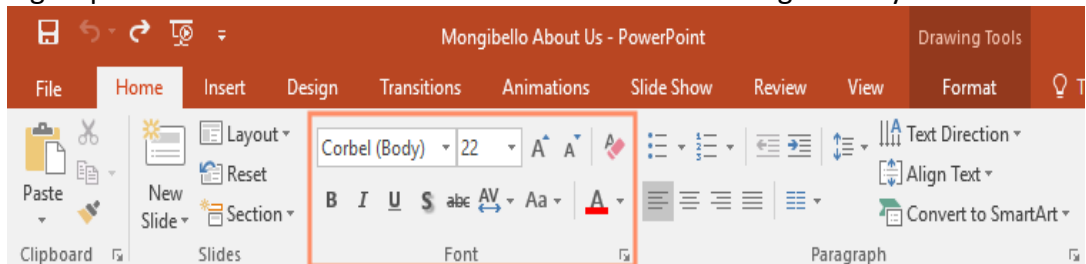 Mongibello About Us - PowerPoint
Drawing Tools
File Home Insert Design Transitions Animations Slide Show Review View Format
Paste
New Slide
Layout
Reset
Section
Corbel (Body) 22 A A A
B I U S abc AV Aa A
Text Direction
Align Text
Convert to SmartArt
Clipboard Slides Font Paragraph